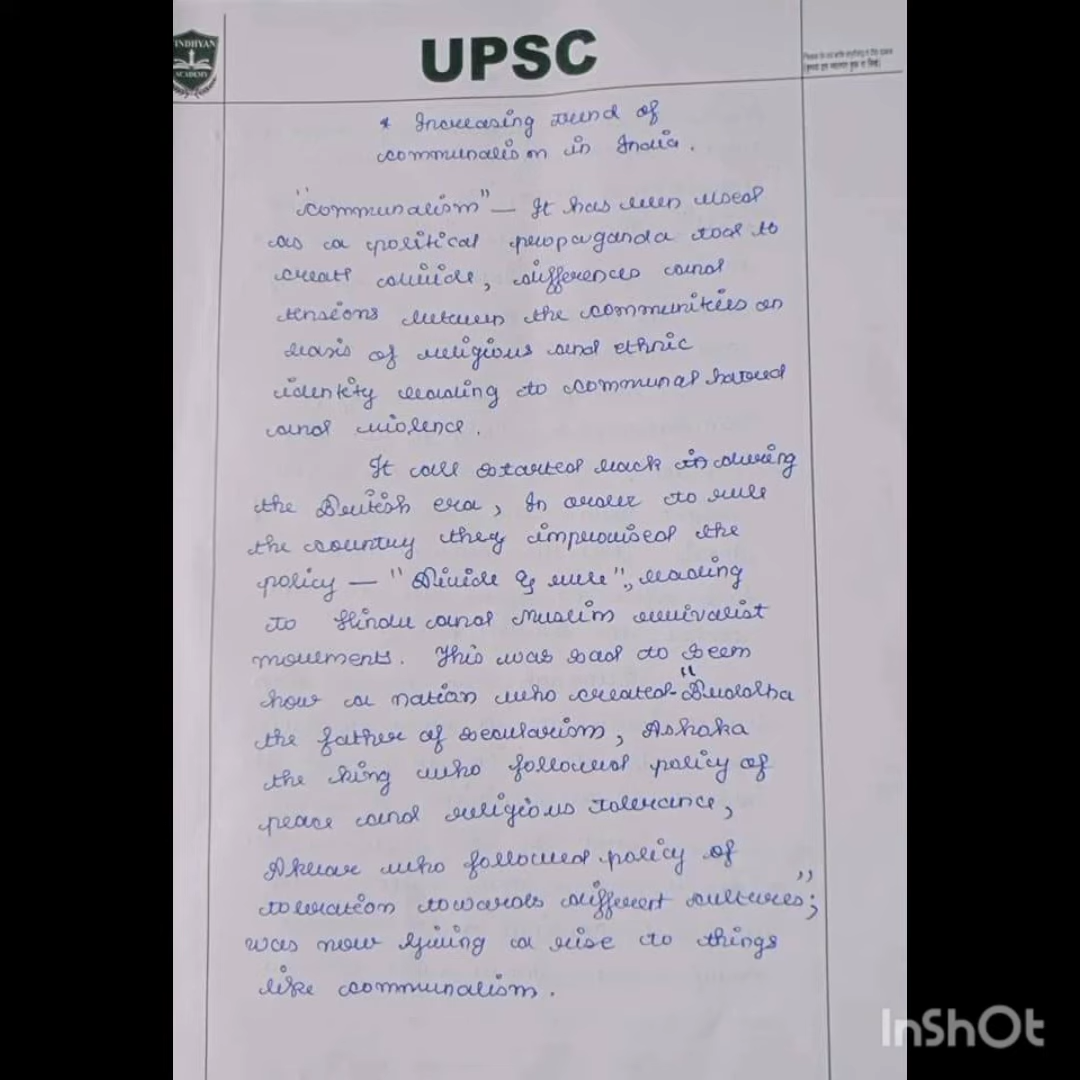 INDHYAN
ACADEMY
UPSC
* Increasing trend of
communalism in India.
"communalism" — It has been used
as a political propaganda tool to
create divide, differences and
tensions between the communities on
basis of religious and ethnic
identity leading to communal hatred
and violence.
It all started back in during
the British era, In order to rule
the country they improvised the
policy — "Divide & rule", leading
to Hindu and Muslim revivalist
movements. This was sad to seem
how a nation who created "Buddha
the father of secularism, Ashoka
the king who followed policy of
peace and religious tolerance,
Akbar who followed policy of
toleration towards different cultures";
was now giving a rise to things
like communalism.
InShOt